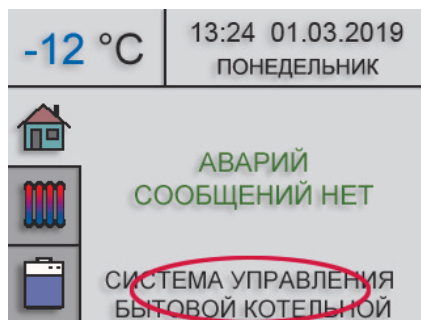 -12 °C
13:24 01.03.2019
ПОНЕДЕЛЬНИК
АВАРИЙ
СООБЩЕНИЙ НЕТ
СИСТЕМА УПРАВЛЕНИЯ
БЫТОВОЙ КОТЕЛЬНОЙ